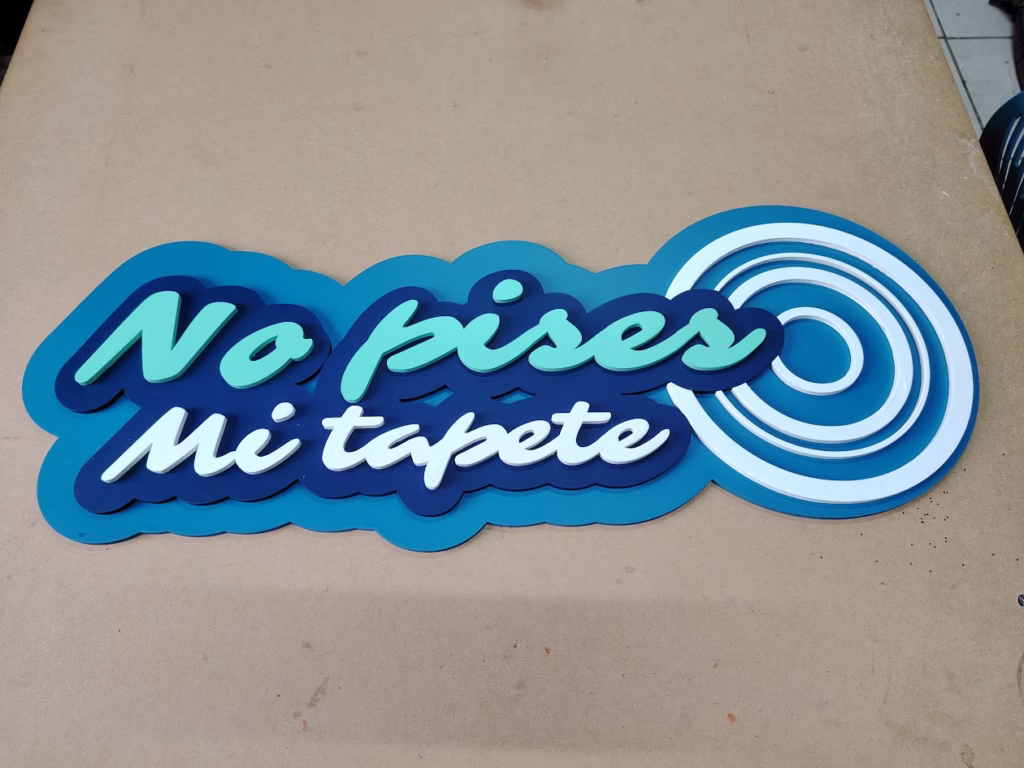 No pises
Mi tapete